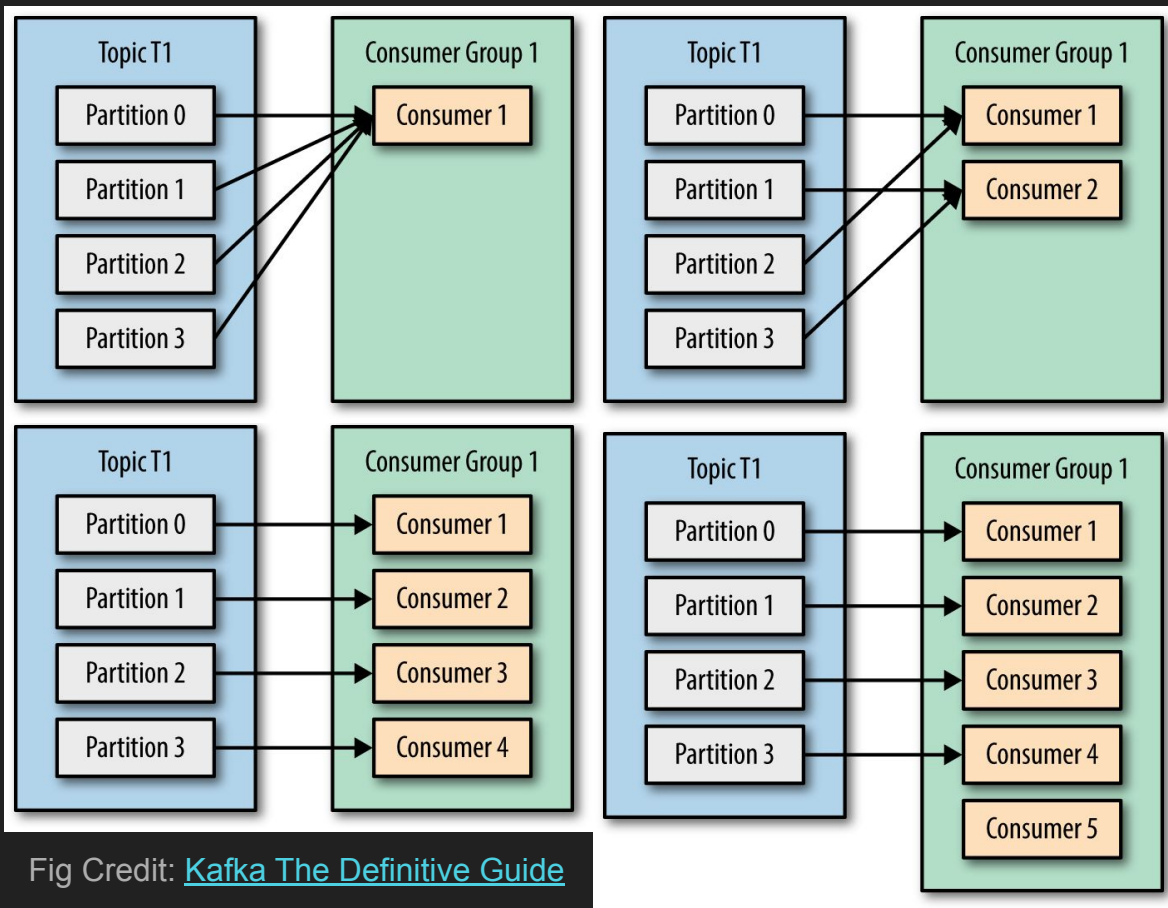 Topic T1
Partition 0
Partition 1
Partition 2
Partition 3
Consumer Group 1
Consumer 1
Topic T1
Partition 0
Partition 1
Partition 2
Partition 3
Consumer Group 1
Consumer 1
Consumer 2
Topic T1
Partition 0
Partition 1
Partition 2
Partition 3
Consumer Group 1
Consumer 1
Consumer 2
Consumer 3
Consumer 4
Topic T1
Partition 0
Partition 1
Partition 2
Partition 3
Consumer Group 1
Consumer 1
Consumer 2
Consumer 3
Consumer 4
Consumer 5
Fig Credit: Kafka The Definitive Guide